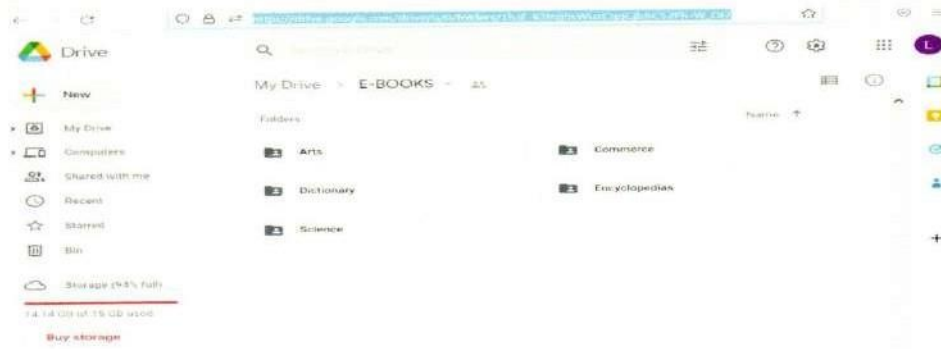 Drive
New
My Drive
Computers
Shared with me
Recent
Starred
Bin
Storage (94% full)
14.14 GB of 15 GB used
Buy storage
L
My Drive > E-BOOKS
Folders
Name
Arts
Commerce
Dictionary
Encyclopedias
Science